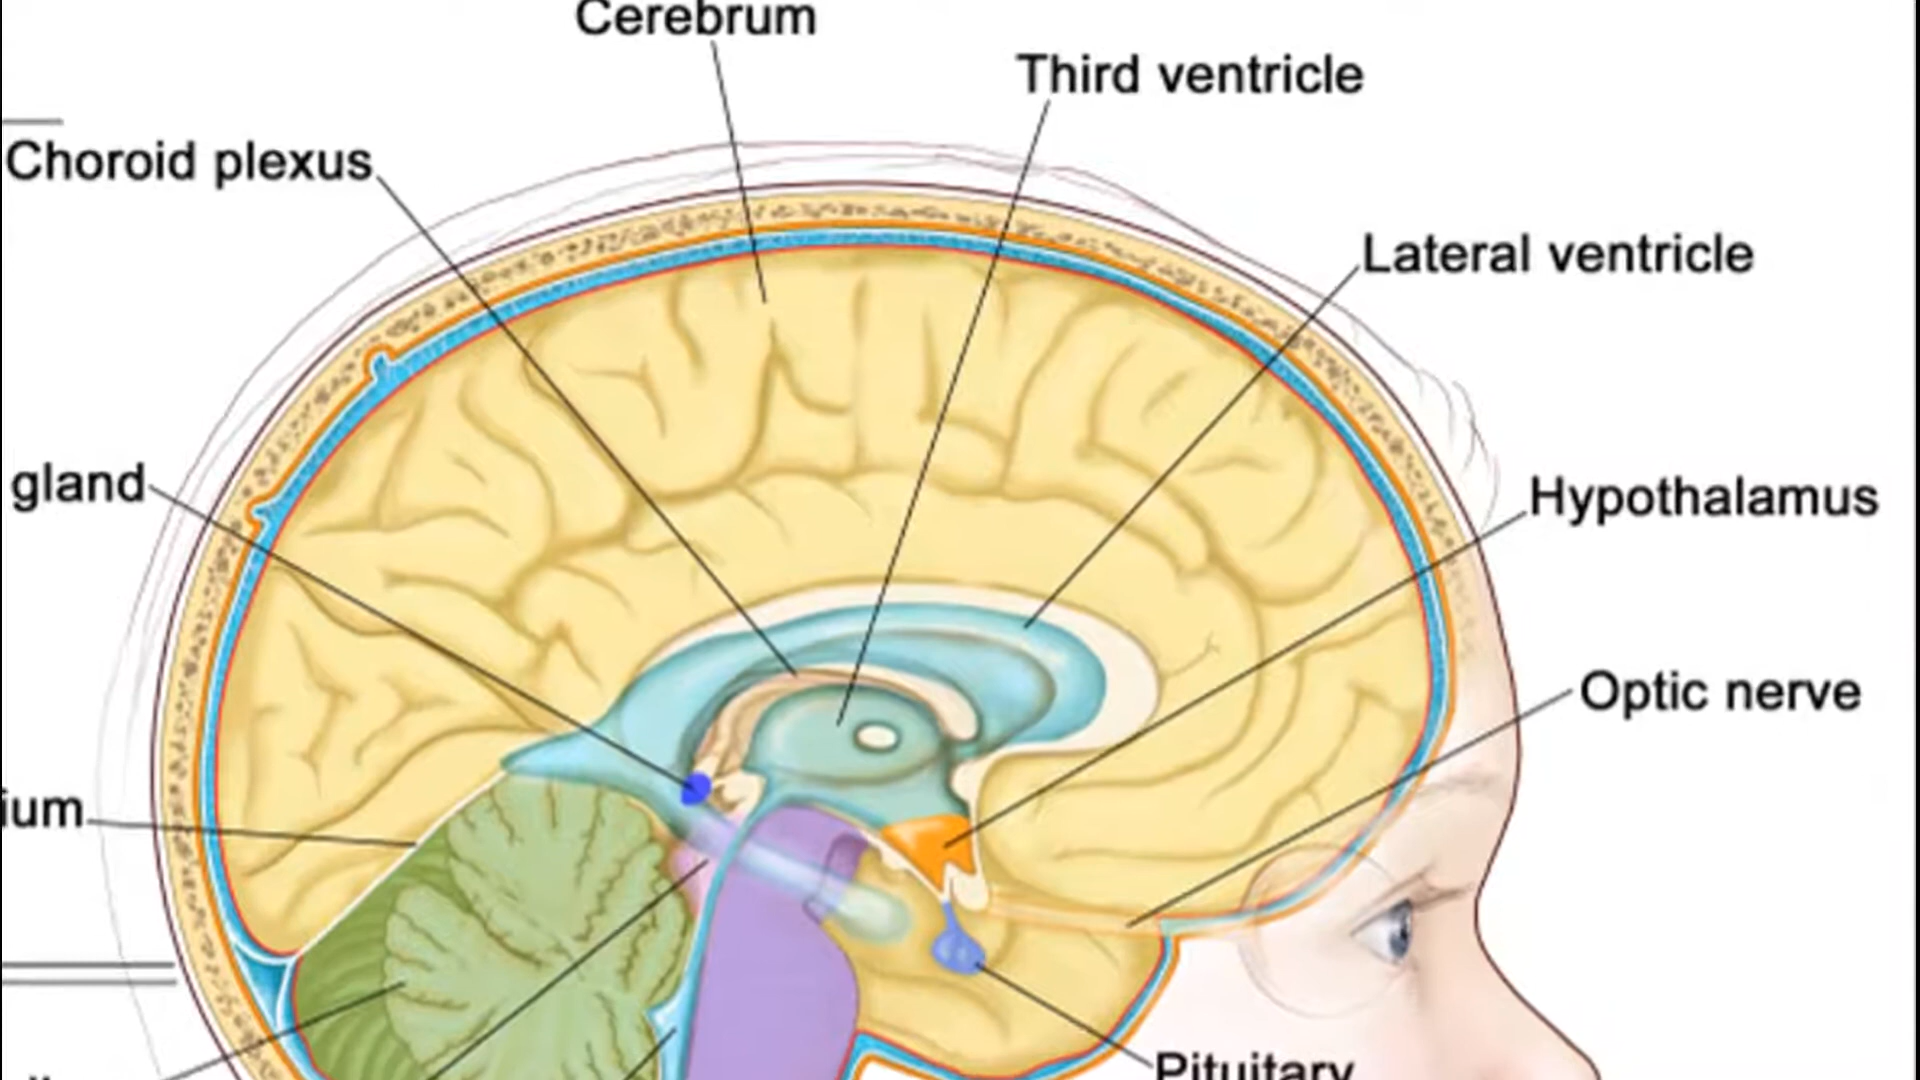 Cerebrum
Third ventricle
Choroid plexus
Lateral ventricle
gland
Hypothalamus
Optic nerve
ium
Pituitary